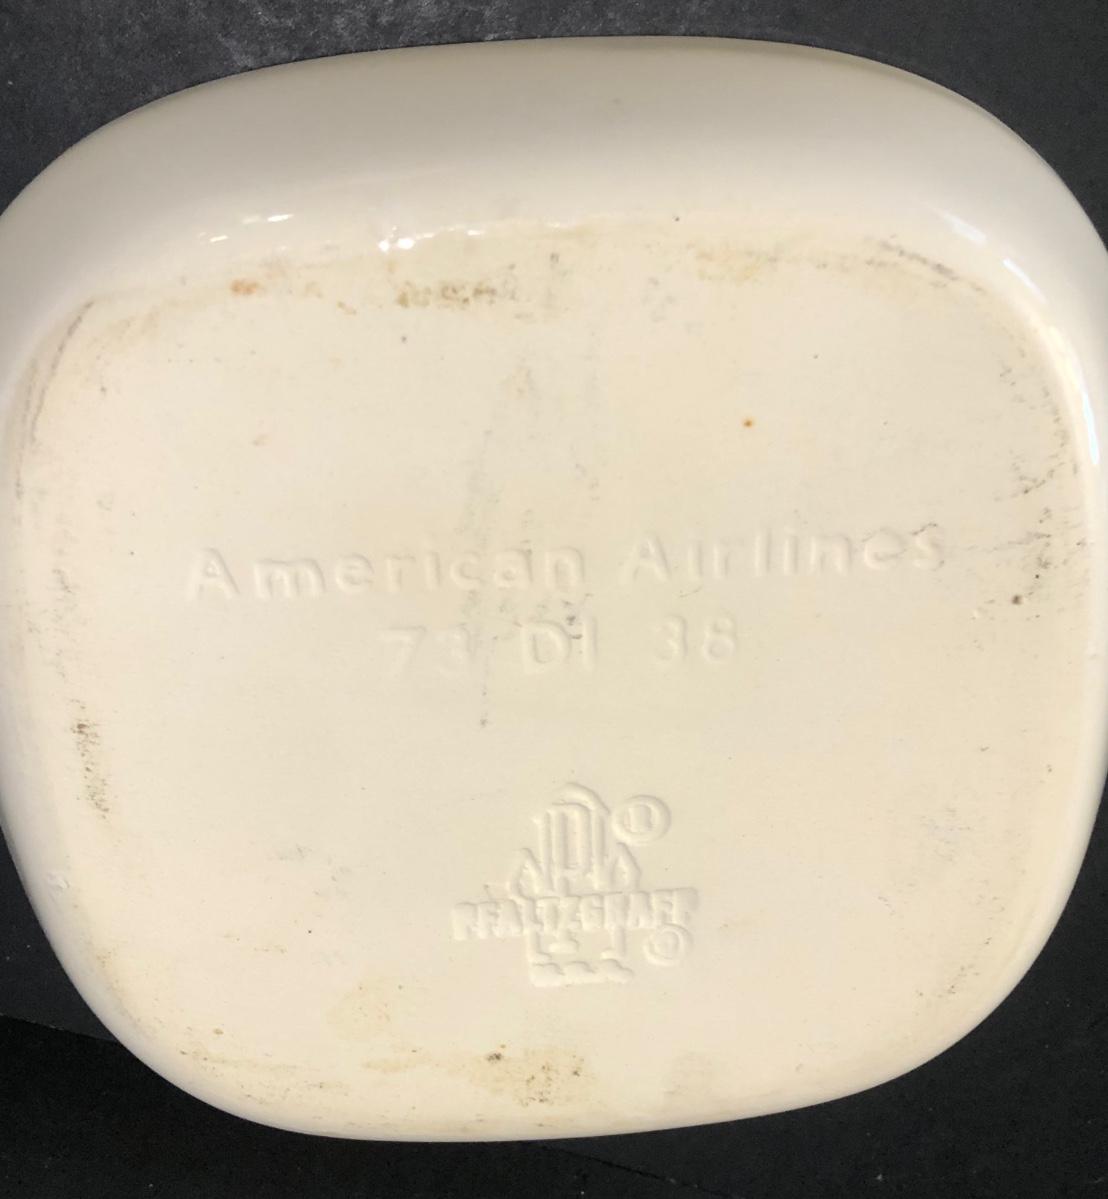 American Airlines
73 DI 38
®
PFALTZGRAFF
©